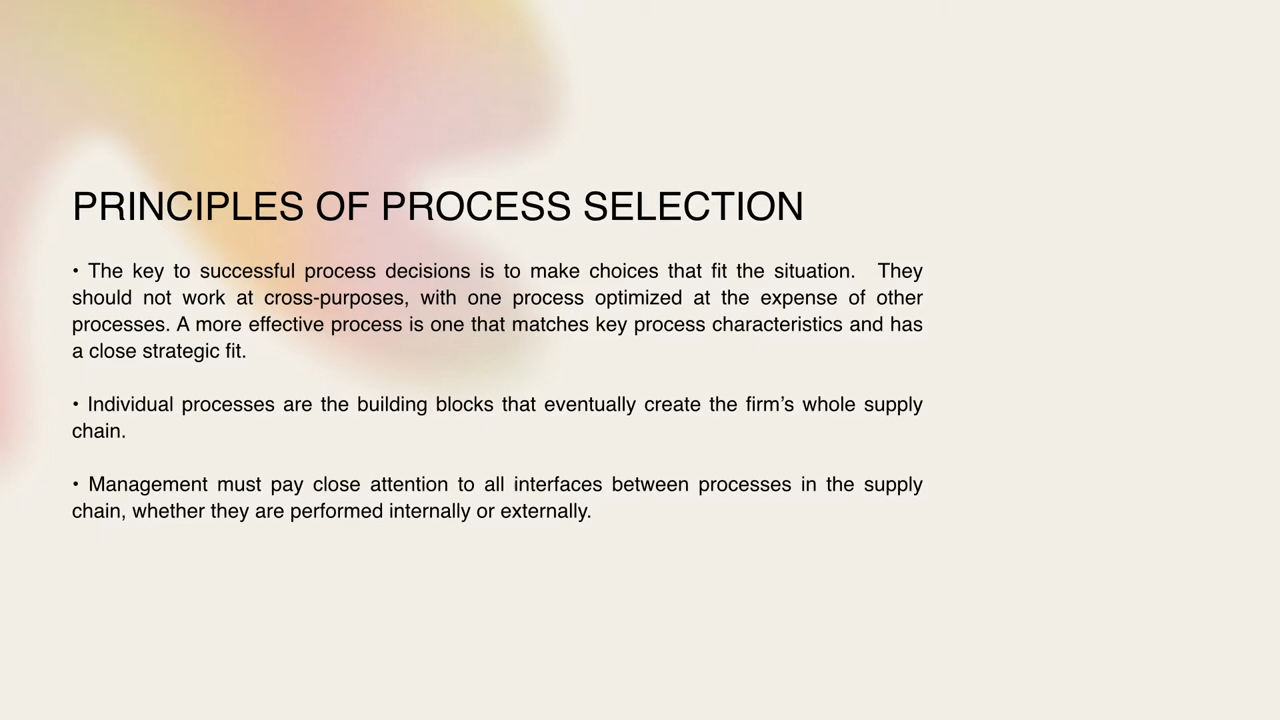 PRINCIPLES OF PROCESS SELECTION
• The key to successful process decisions is to make choices that fit the situation.  They
should not work at cross-purposes, with one process optimized at the expense of other
processes. A more effective process is one that matches key process characteristics and has
a close strategic fit.
• Individual processes are the building blocks that eventually create the firm’s whole supply
chain.
• Management must pay close attention to all interfaces between processes in the supply
chain, whether they are performed internally or externally.